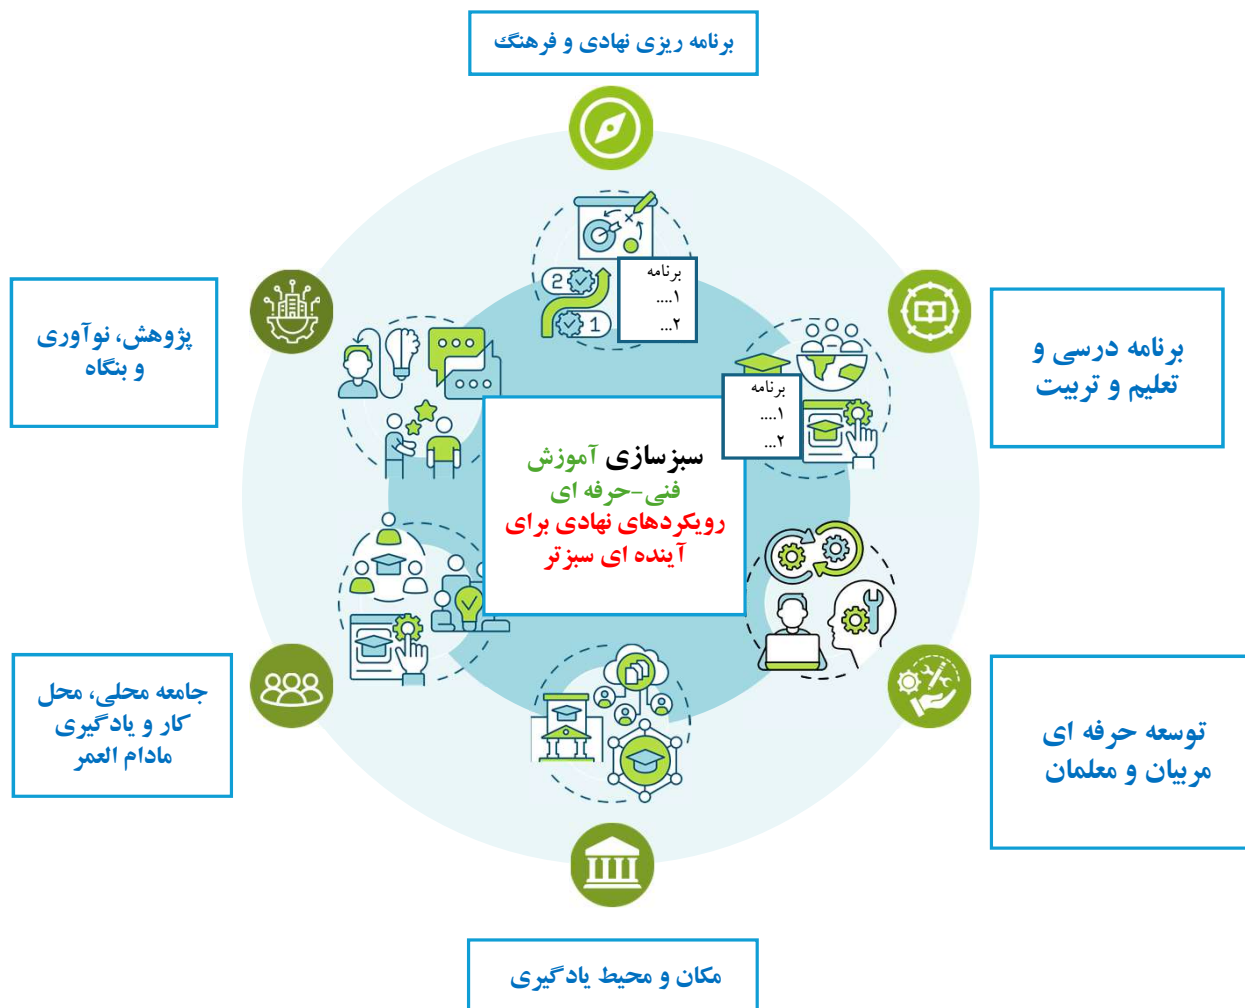 برنامه ریزی نهادی و فرهنگ
برنامه
۱....
۲...
2
1
پژوهش، نوآوری
و بنگاه
برنامه درسی و
تعلیم و تربیت
برنامه
۱....
۲...
سبزسازی آموزش
فنی-حرفه ای
رویکردهای نهادی برای
آینده ای سبزتر
جامعه محلی، محل
کار و یادگیری
مادام العمر
توسعه حرفه ای
مربیان و معلمان
مکان و محیط یادگیری